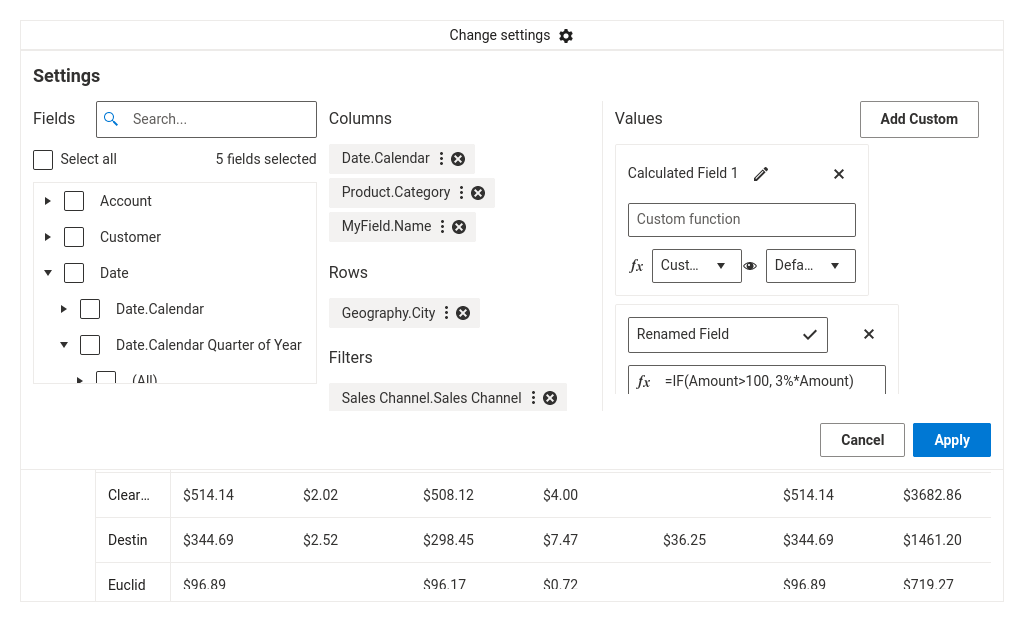 Change settings
Settings
Fields
Search...
Select all
5 fields selected
Account
Customer
Date
Date.Calendar
Date.Calendar Quarter of Year
(All)
Columns
Date.Calendar
Product.Category
MyField.Name
Rows
Geography.City
Filters
Sales Channel.Sales Channel
Values
Add Custom
Calculated Field 1
Custom function
fx Cust... Defa...
Renamed Field
fx =IF(Amount>100, 3%*Amount)
Cancel Apply
Clear... $514.14 $2.02 $508.12 $4.00 $514.14 $3682.86
Destin $344.69 $2.52 $298.45 $7.47 $36.25 $344.69 $1461.20
Euclid $96.89 $96.17 $0.72 $96.89 $719.27